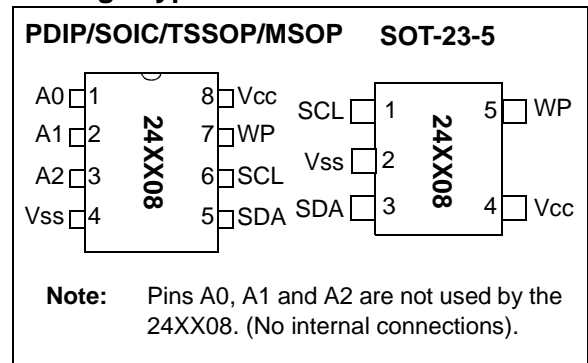 PDIP/SOIC/TSSOP/MSOP
A0 1 8 Vcc
A1 2 7 WP
A2 3 6 SCL
Vss 4 5 SDA
24XX08
SOT-23-5
SCL 1 5 WP
Vss 2
SDA 3 4 Vcc
24XX08
Note: Pins A0, A1 and A2 are not used by the
24XX08. (No internal connections).